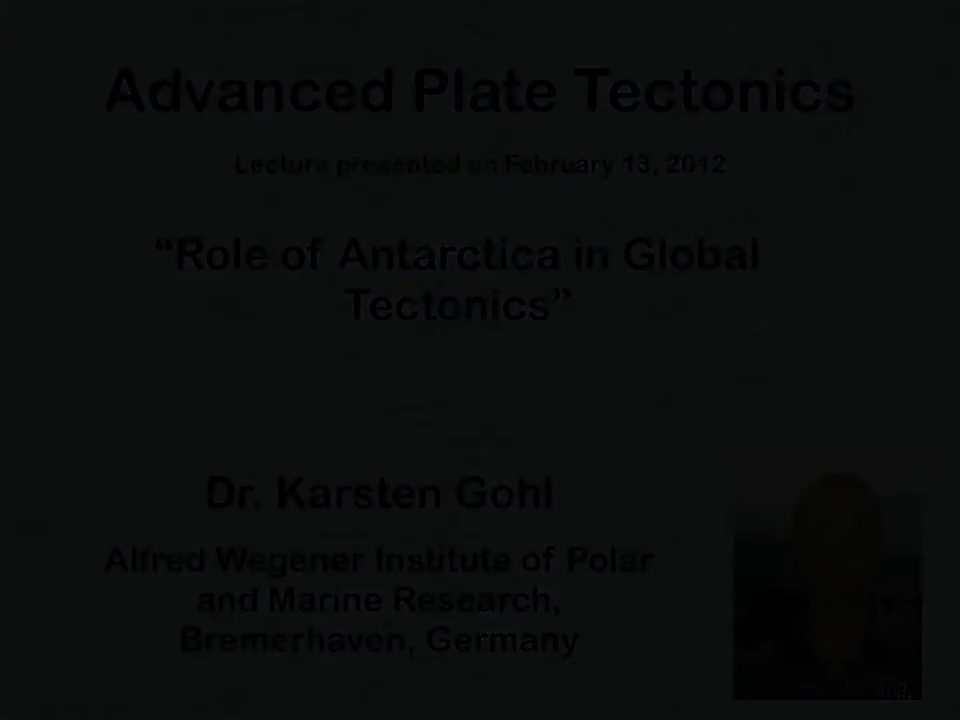 Advanced Plate Tectonics
Lecture presented on February 13, 2012
“Role of Antarctica in Global
Tectonics”
Dr. Karsten Gohl
Alfred Wegener Institute of Polar
and Marine Research,
Bremerhaven, Germany